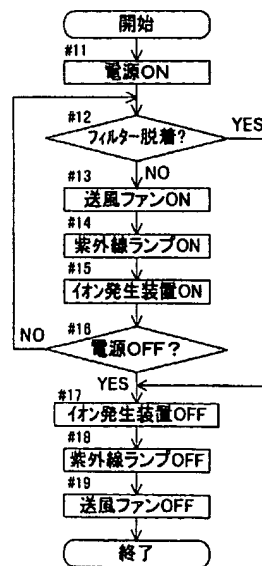 開始
#11
電源ON
#12
フィルター脱着?
YES
NO
#13
送風ファンON
#14
紫外線ランプON
#15
イオン発生装置ON
#16
電源OFF?
NO
YES
#17
イオン発生装置OFF
#18
紫外線ランプOFF
#19
送風ファンOFF
終了